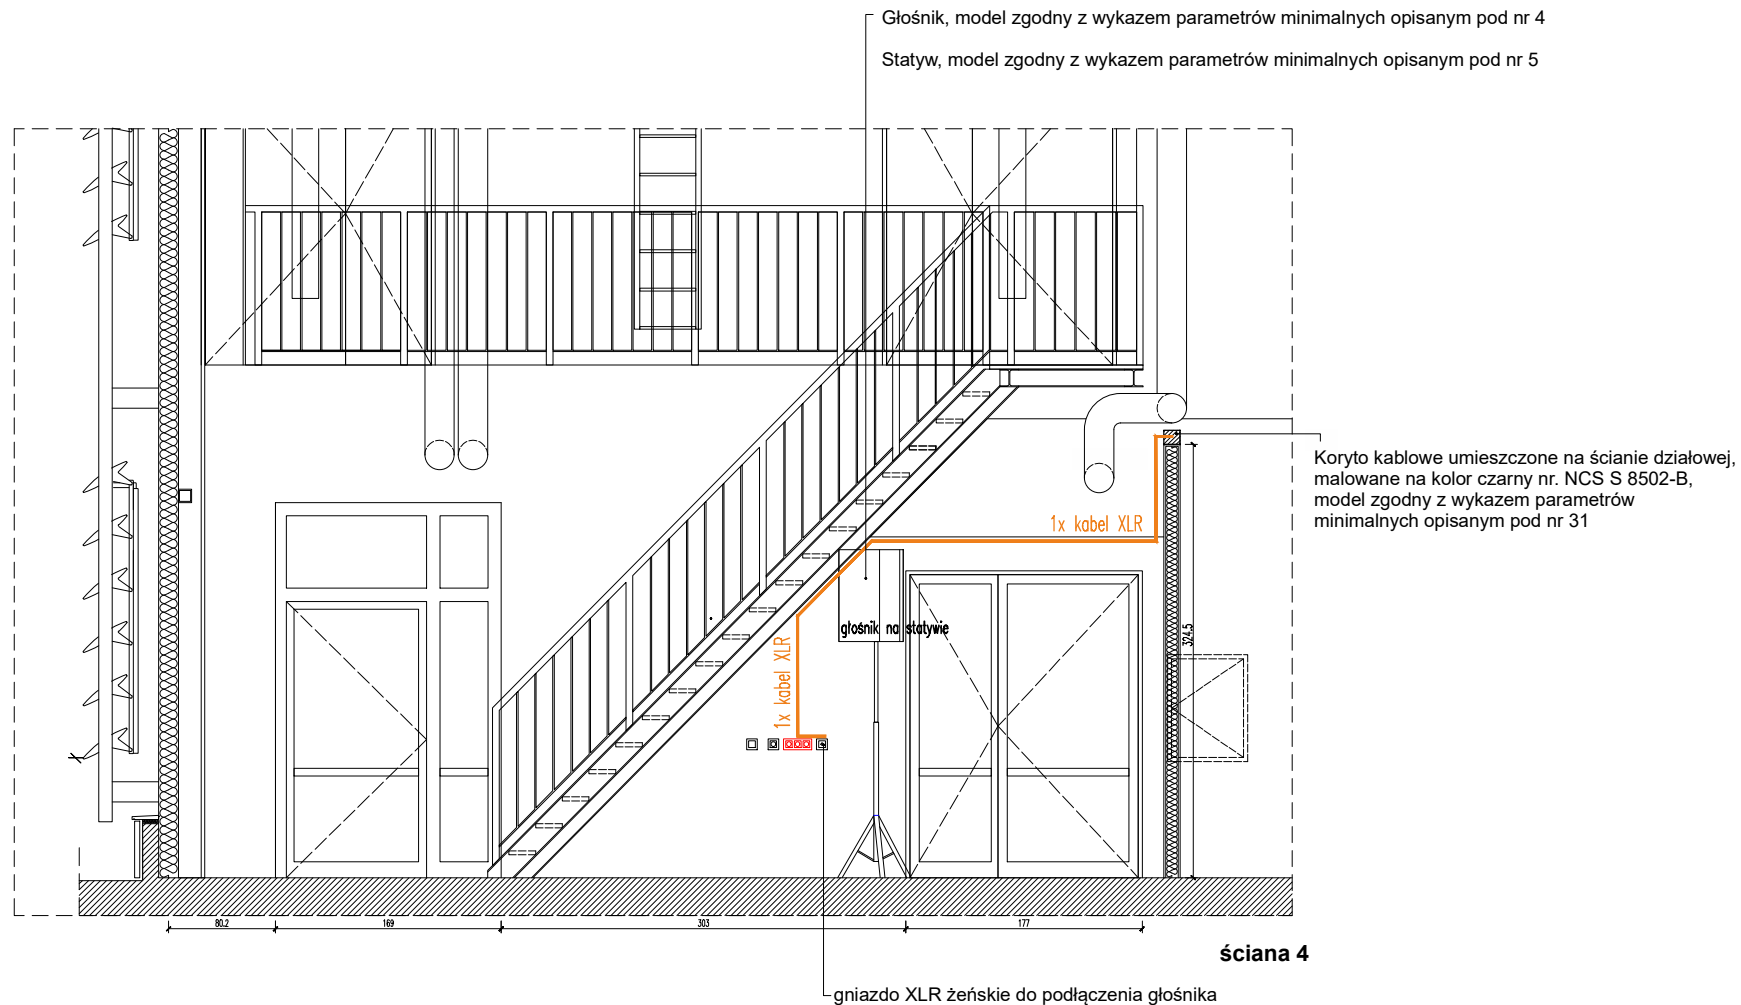 Głośnik, model zgodny z wykazem parametrów minimalnych opisanym pod nr 4
Statyw, model zgodny z wykazem parametrów minimalnych opisanym pod nr 5
Koryto kablowe umieszczone na ścianie działowej,
malowane na kolor czarny nr. NCS S 8502-B,
model zgodny z wykazem parametrów
minimalnych opisanym pod nr 31
1x kabel XLR
głośnik na statywie
1x kabel XLR
324.5
80.2
169
303
177
ściana 4
gniazdo XLR żeńskie do podłączenia głośnika